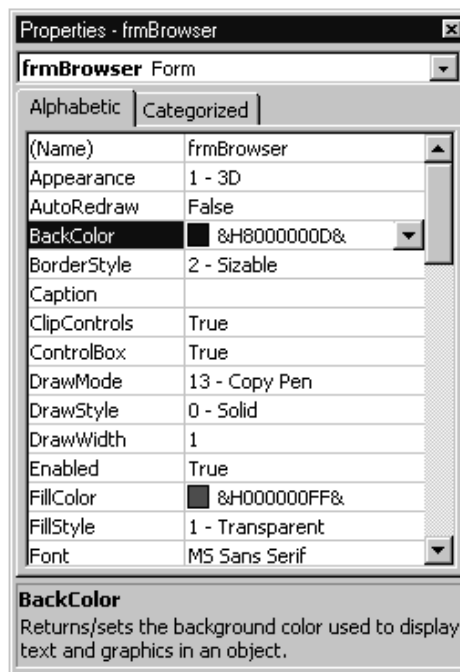 Properties - frmBrowser
frmBrowser Form
Alphabetic Categorized
(Name) frmBrowser
Appearance 1 - 3D
AutoRedraw False
BackColor &H8000000D&
BorderStyle 2 - Sizable
Caption
ClipControls True
ControlBox True
DrawMode 13 - Copy Pen
DrawStyle 0 - Solid
DrawWidth 1
Enabled True
FillColor &H000000FF&
FillStyle 1 - Transparent
Font MS Sans Serif
BackColor
Returns/sets the background color used to display
text and graphics in an object.